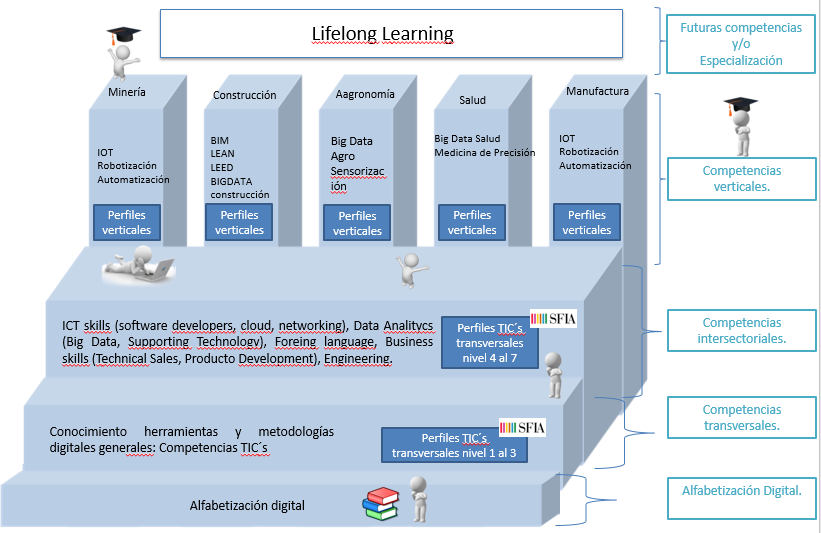 Lifelong Learning
Futuras competencias
y/o
Especialización
Minería
Construcción
Aagronomía
Salud
Manufactura
IOT
Robotización
Automatización
BIM
LEAN
LEED
BIGDATA
construcción
Big Data
Agro
Sensorizac
ión
Big Data Salud
Medicina de Precisión
IOT
Robotización
Automatización
Perfiles
verticales
Perfiles
verticales
Perfiles
verticales
Perfiles
verticales
Perfiles
verticales
Competencias
verticales.
ICT skills (software developers, cloud, networking), Data Analitycs
(Big Data, Supporting Technology), Foreing language, Business
skills (Technical Sales, Producto Development), Engineering.
SFIA
Perfiles TIC´s
transversales
nivel 4 al 7
Competencias
intersectoriales.
Conocimiento herramientas y metodologías
digitales generales: Competencias TIC´s
SFIA
Perfiles TIC´s
transversales nivel 1 al 3
Competencias
transversales.
Alfabetización digital
Alfabetización Digital.